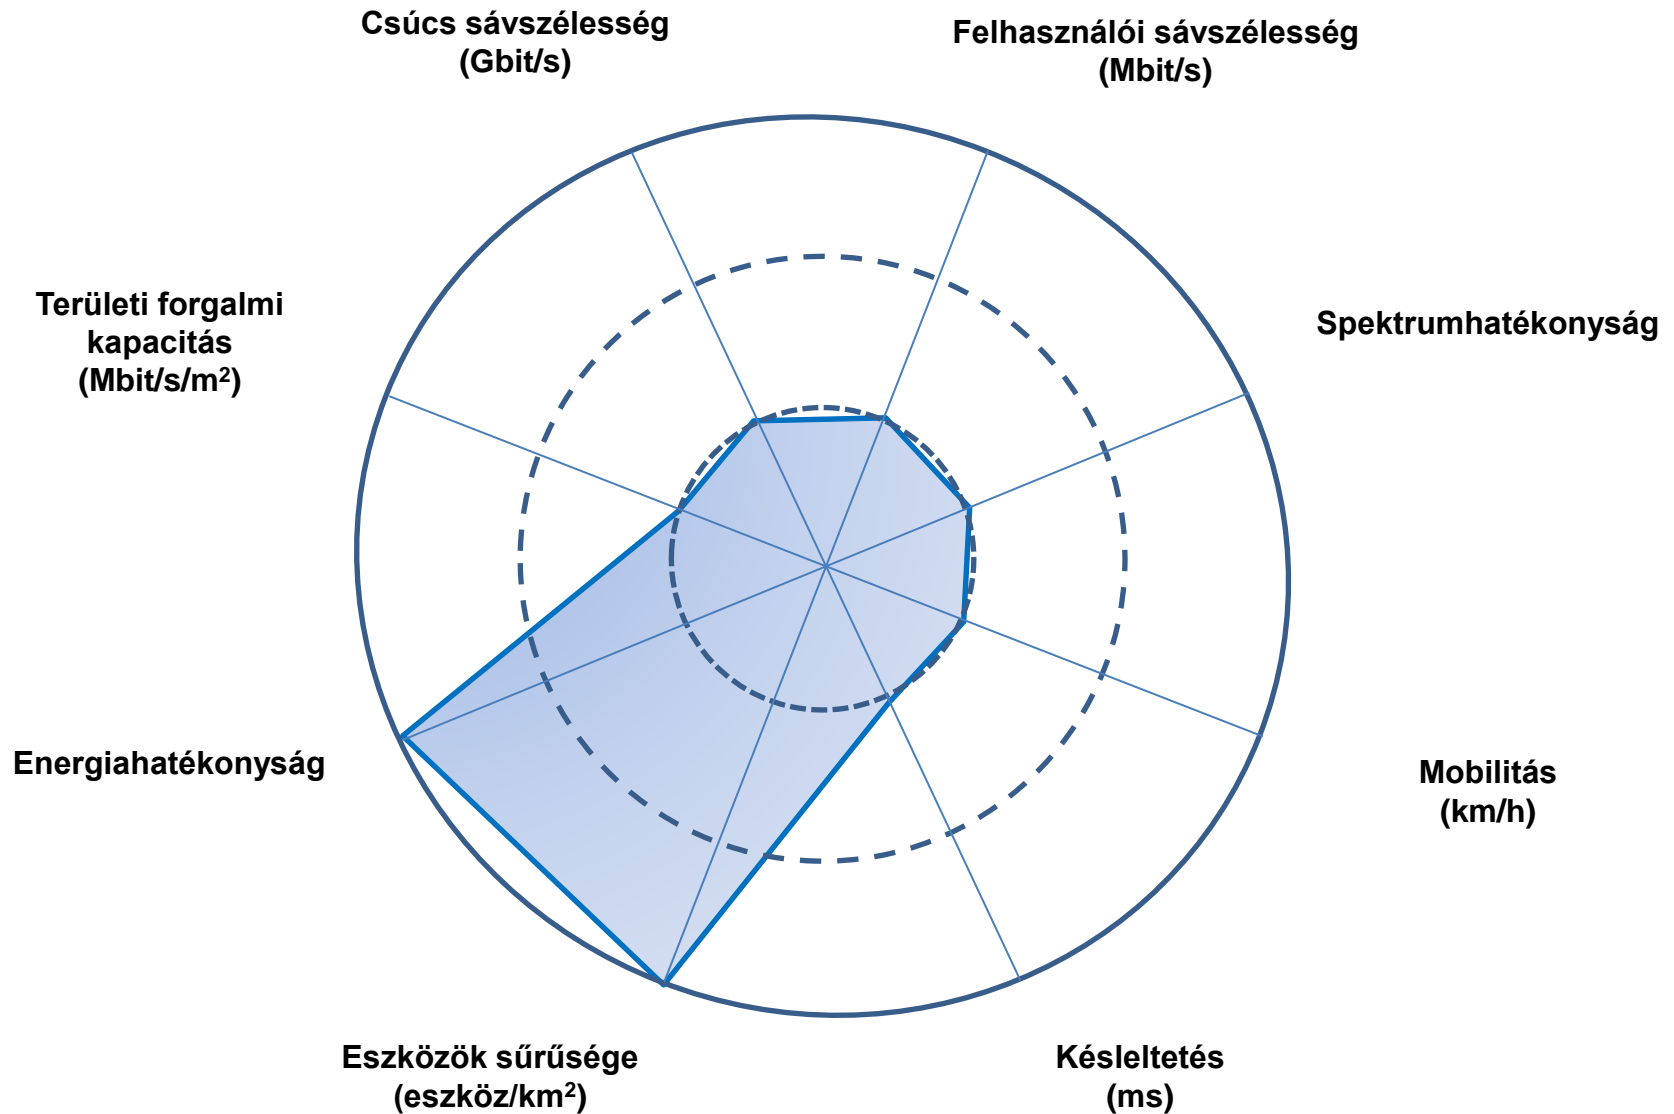 Csúcs sávszélesség
(Gbit/s)
Felhasználói sávszélesség
(Mbit/s)
Területi forgalmi
kapacitás
(Mbit/s/m²)
Spektrumhatékonyság
Energiahatékonyság
Mobilitás
(km/h)
Eszközök sűrűsége
(eszköz/km²)
Késleltetés
(ms)